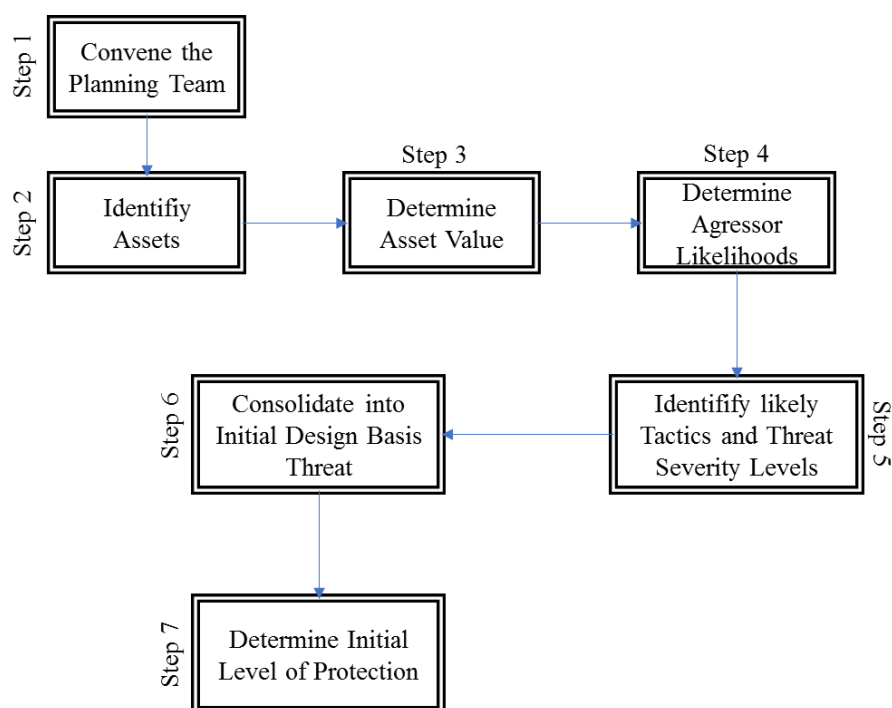 Step 1
Convene the
Planning Team
Step 2
Identifiy
Assets
Step 3
Determine
Asset Value
Step 4
Determine
Agressor
Likelihoods
Step 5
Identifify likely
Tactics and Threat
Severity Levels
Step 6
Consolidate into
Initial Design Basis
Threat
Step 7
Determine Initial
Level of Protection